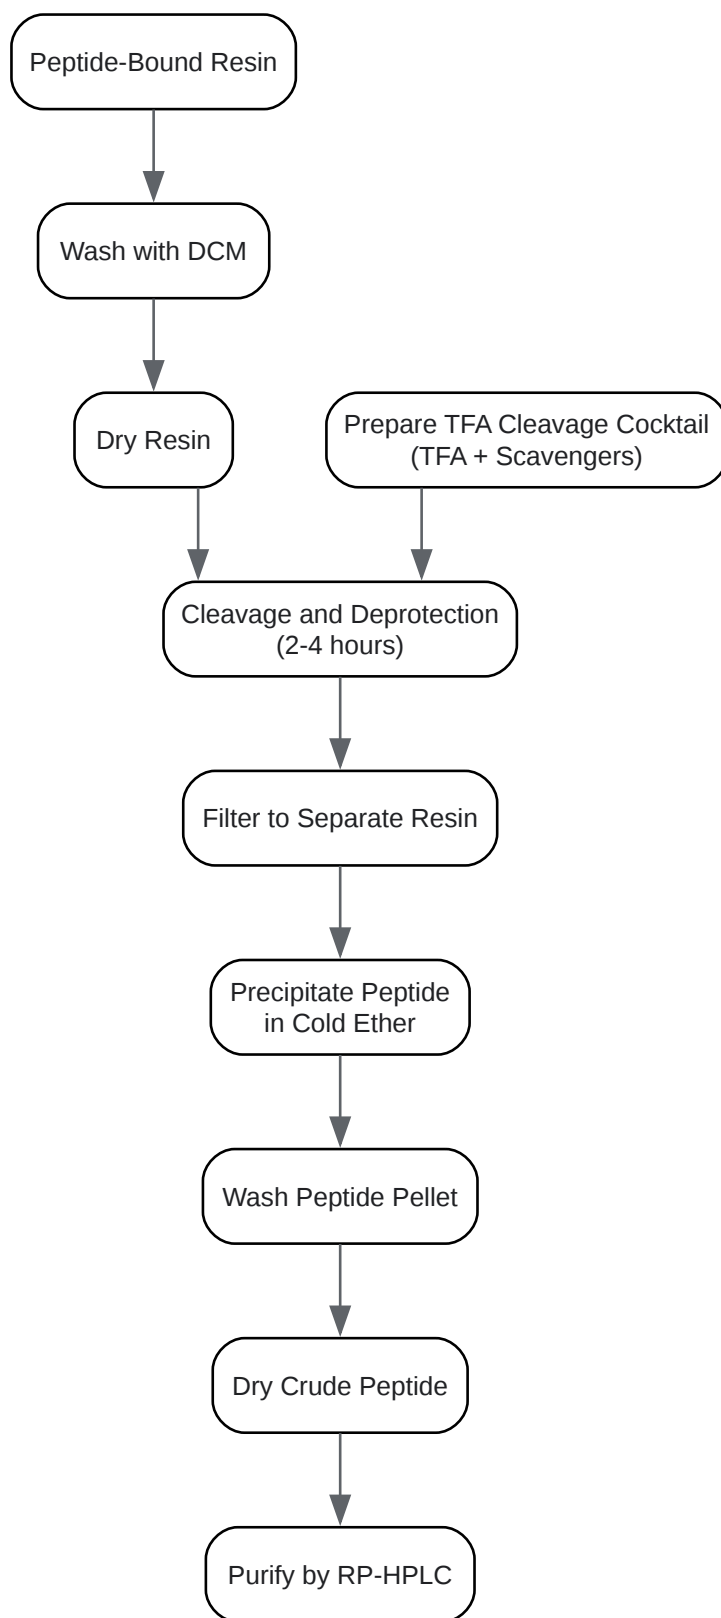 Peptide-Bound Resin
Wash with DCM
Dry Resin
Prepare TFA Cleavage Cocktail
(TFA + Scavengers)
Cleavage and Deprotection
(2-4 hours)
Filter to Separate Resin
Precipitate Peptide
in Cold Ether
Wash Peptide Pellet
Dry Crude Peptide
Purify by RP-HPLC